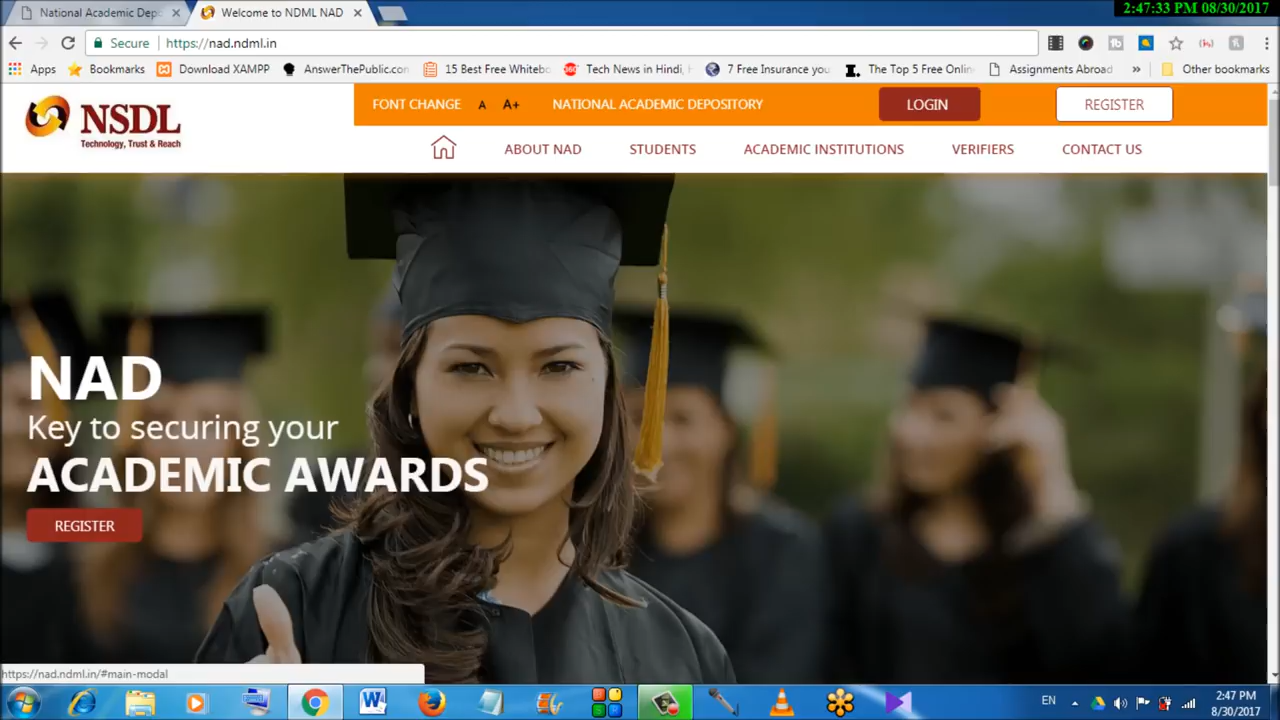 2:47:33 PM 08/30/2017
National Academic Dep
Welcome to NDML NAD
Secure
https://nad.ndml.in
Apps
Bookmarks
Download XAMPP
AnswerThePublic.co
15 Best Free Whitebo
Tech News in Hindi,
7 Free Insurance you
The Top 5 Free Onlin
Assignments Abroad
»
Other bookmarks
NSDL
Technology, Trust & Reach
FONT CHANGE A A+
NATIONAL ACADEMIC DEPOSITORY
LOGIN
REGISTER
ABOUT NAD
STUDENTS
ACADEMIC INSTITUTIONS
VERIFIERS
CONTACT US
NAD
Key to securing your
ACADEMIC AWARDS
REGISTER
https://nad.ndml.in/#main-modal
EN
2:47 PM
8/30/2017